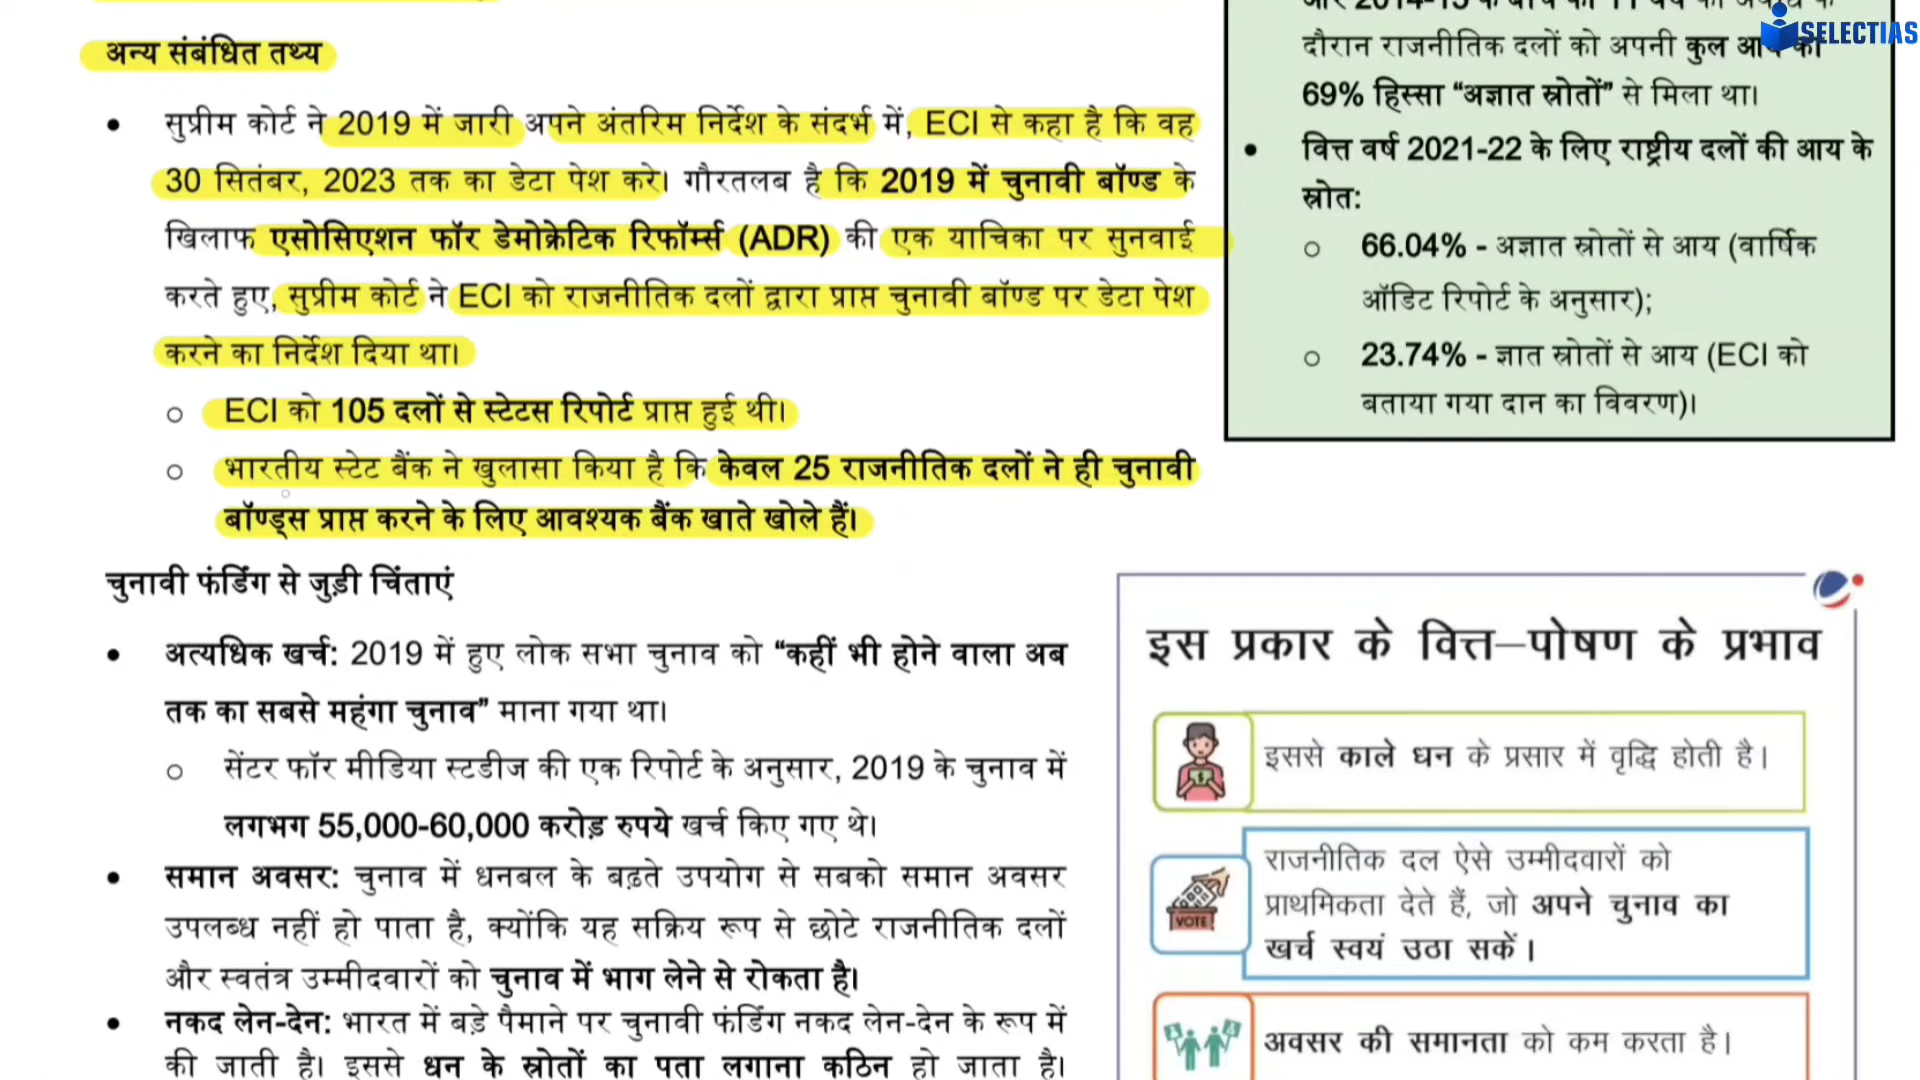 अन्य संबंधित तथ्य
• सुप्रीम कोर्ट ने 2019 में जारी अपने अंतरिम निर्देश के संदर्भ में, ECI से कहा है कि वह
30 सितंबर, 2023 तक का डेटा पेश करे। गौरतलब है कि 2019 में चुनावी बॉण्ड के
खिलाफ एसोसिएशन फॉर डेमोक्रेटिक रिफॉर्म्स (ADR) की एक याचिका पर सुनवाई
करते हुए, सुप्रीम कोर्ट ने ECI को राजनीतिक दलों द्वारा प्राप्त चुनावी बॉण्ड पर डेटा पेश
करने का निर्देश दिया था।
○ ECI को 105 दलों से स्टेटस रिपोर्ट प्राप्त हुई थी।
○ भारतीय स्टेट बैंक ने खुलासा किया है कि केवल 25 राजनीतिक दलों ने ही चुनावी
बॉण्ड्स प्राप्त करने के लिए आवश्यक बैंक खाते खोले हैं।
चुनावी फंडिंग से जुड़ी चिंताएं
• अत्यधिक खर्च: 2019 में हुए लोक सभा चुनाव को “कहीं भी होने वाला अब
तक का सबसे महंगा चुनाव” माना गया था।
○ सेंटर फॉर मीडिया स्टडीज की एक रिपोर्ट के अनुसार, 2019 के चुनाव में
लगभग 55,000-60,000 करोड़ रुपये खर्च किए गए थे।
• समान अवसर: चुनाव में धनबल के बढ़ते उपयोग से सबको समान अवसर
उपलब्ध नहीं हो पाता है, क्योंकि यह सक्रिय रूप से छोटे राजनीतिक दलों
और स्वतंत्र उम्मीदवारों को चुनाव में भाग लेने से रोकता है।
• नकद लेन-देन: भारत में बड़े पैमाने पर चुनावी फंडिंग नकद लेन-देन के रूप में
की जाती है। इससे धन के स्रोतों का पता लगाना कठिन हो जाता है।
SELECTIAS
दौरान राजनीतिक दलों को अपनी कुल आय का
69% हिस्सा “अज्ञात स्रोतों” से मिला था।
• वित्त वर्ष 2021-22 के लिए राष्ट्रीय दलों की आय के
स्रोत:
○ 66.04% - अज्ञात स्रोतों से आय (वार्षिक
ऑडिट रिपोर्ट के अनुसार);
○ 23.74% - ज्ञात स्रोतों से आय (ECI को
बताया गया दान का विवरण)।
इस प्रकार के वित्त–पोषण के प्रभाव
इससे काले धन के प्रसार में वृद्धि होती है।
राजनीतिक दल ऐसे उम्मीदवारों को
प्राथमिकता देते हैं, जो अपने चुनाव का
खर्च स्वयं उठा सकें।
VOTE
अवसर की समानता को कम करता है।